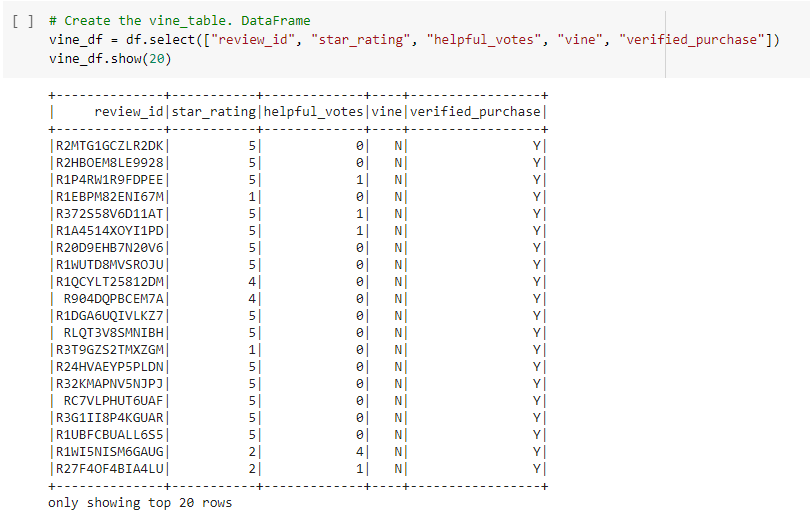 [ ] # Create the vine_table. DataFrame
vine_df = df.select(["review_id", "star_rating", "helpful_votes", "vine", "verified_purchase"])
vine_df.show(20)
+--------------+-----------+-------------+----+-----------------+
|     review_id|star_rating|helpful_votes|vine|verified_purchase|
+--------------+-----------+-------------+----+-----------------+
|R2MTG1GCZLR2DK|          5|            0|   N|                Y|
|R2HBOEM8LE9928|          5|            0|   N|                Y|
|R1P4RW1R9FDPEE|          5|            1|   N|                Y|
|R1EBPM82ENI67M|          1|            0|   N|                Y|
|R372S58V6D11AT|          5|            1|   N|                Y|
|R1A4514XOYI1PD|          5|            1|   N|                Y|
|R20D9EHB7N20V6|          5|            0|   N|                Y|
|R1WUTD8MVSROJU|          5|            0|   N|                Y|
|R1QCYLT25812DM|          4|            0|   N|                Y|
| R904DQPBCEM7A|          4|            0|   N|                Y|
|R1DGA6UQIVLKZ7|          5|            0|   N|                Y|
| RLQT3V8SMNIBH|          5|            0|   N|                Y|
|R3T9GZS2TMXZGM|          1|            0|   N|                Y|
|R24HVAEYP5PLDN|          5|            0|   N|                Y|
|R32KMAPNV5NJPJ|          5|            0|   N|                Y|
| RC7VLPHUT6UAF|          5|            0|   N|                Y|
|R3G1II8P4KGUAR|          5|            0|   N|                Y|
|R1UBFCBUALL6S5|          5|            0|   N|                Y|
|R1WI5NISM6GAUG|          2|            4|   N|                Y|
|R27F4OF4BIA4LU|          2|            1|   N|                Y|
+--------------+-----------+-------------+----+-----------------+
only showing top 20 rows